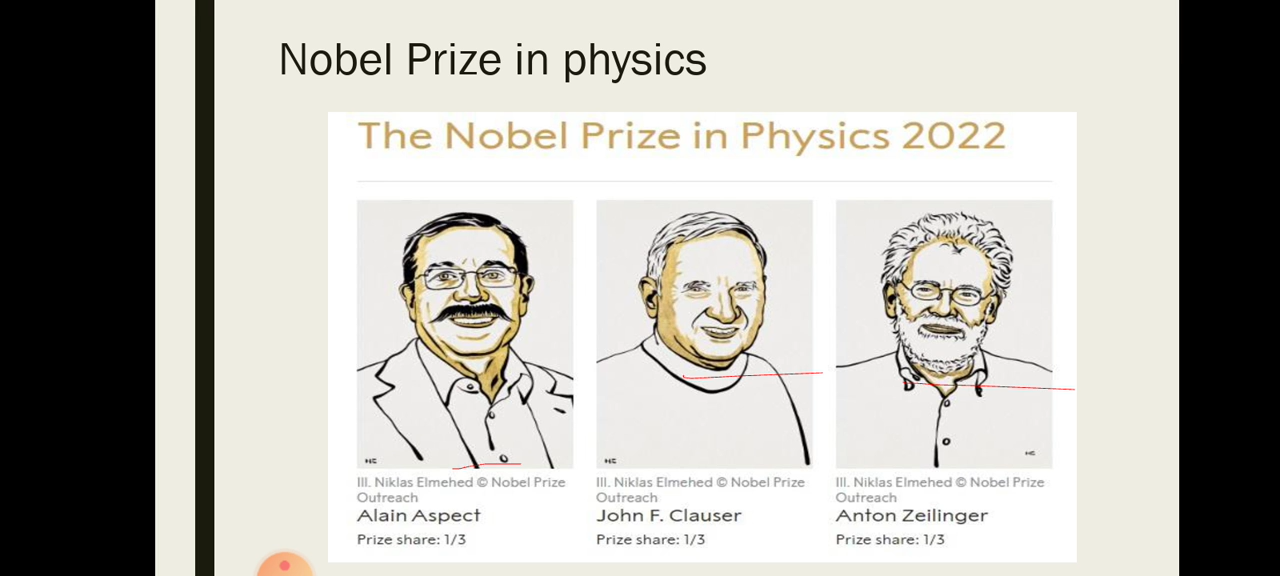 Nobel Prize in physics
The Nobel Prize in Physics 2022
Ill. Niklas Elmehed © Nobel Prize
Outreach
Alain Aspect
Prize share: 1/3
Ill. Niklas Elmehed © Nobel Prize
Outreach
John F. Clauser
Prize share: 1/3
Ill. Niklas Elmehed © Nobel Prize
Outreach
Anton Zeilinger
Prize share: 1/3